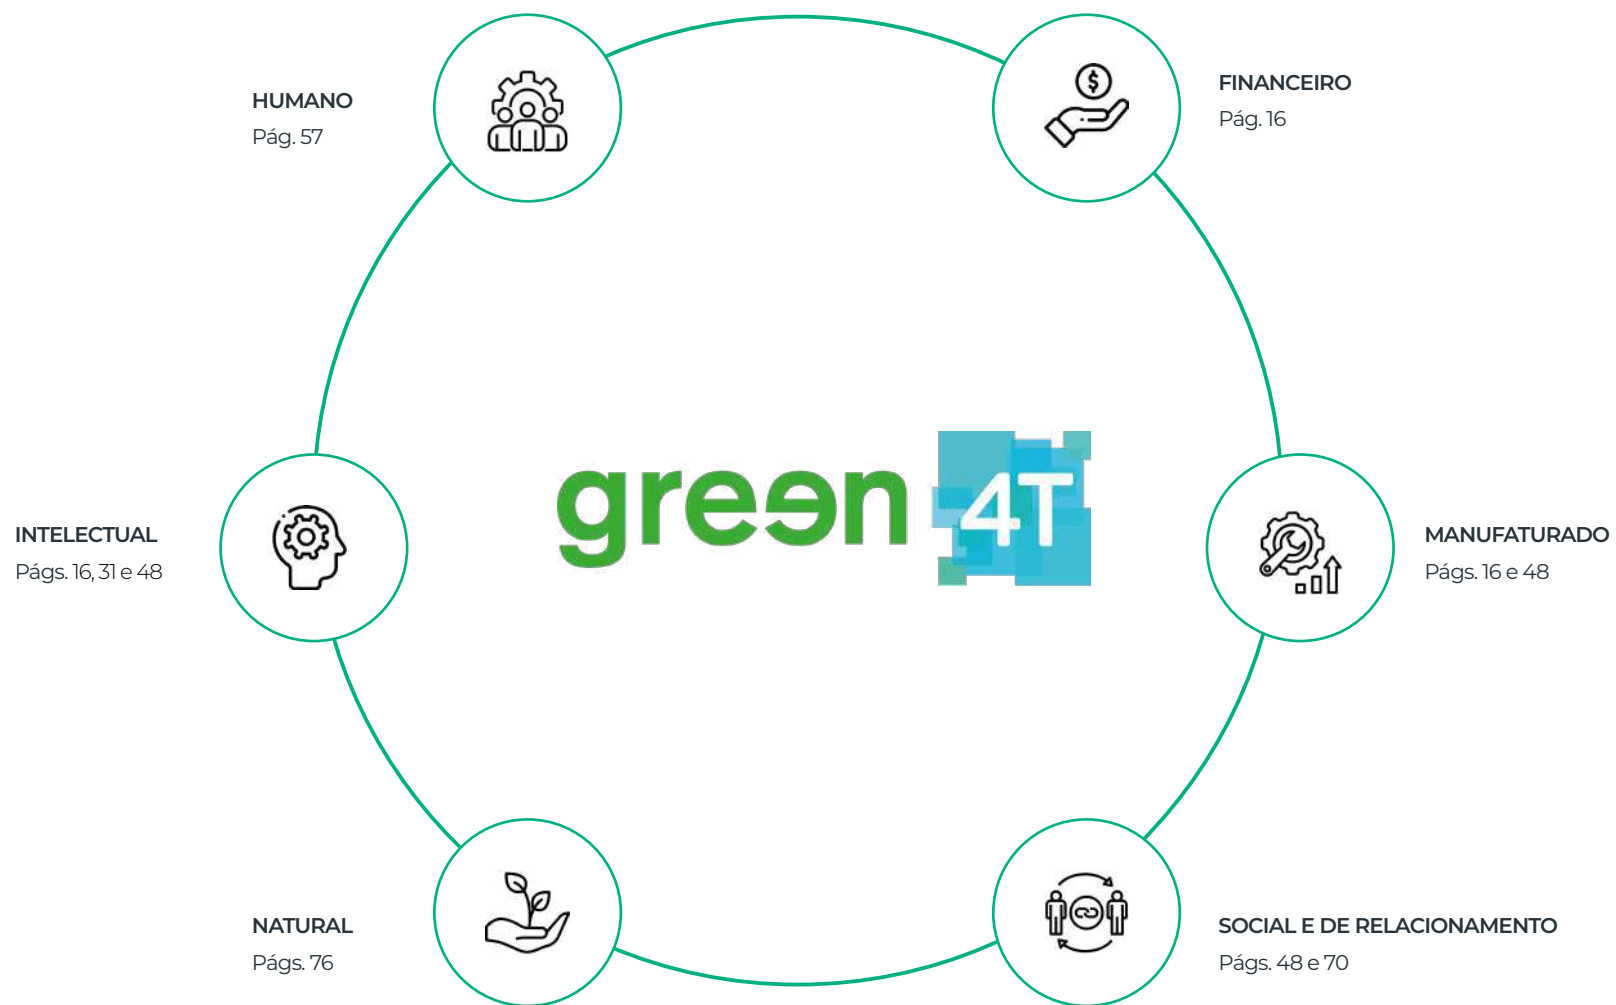 HUMANO
Pág. 57
FINANCEIRO
Pág. 16
INTELECTUAL
Págs. 16, 31 e 48
green 4T
MANUFATURADO
Págs. 16 e 48
NATURAL
Págs. 76
SOCIAL E DE RELACIONAMENTO
Págs. 48 e 70